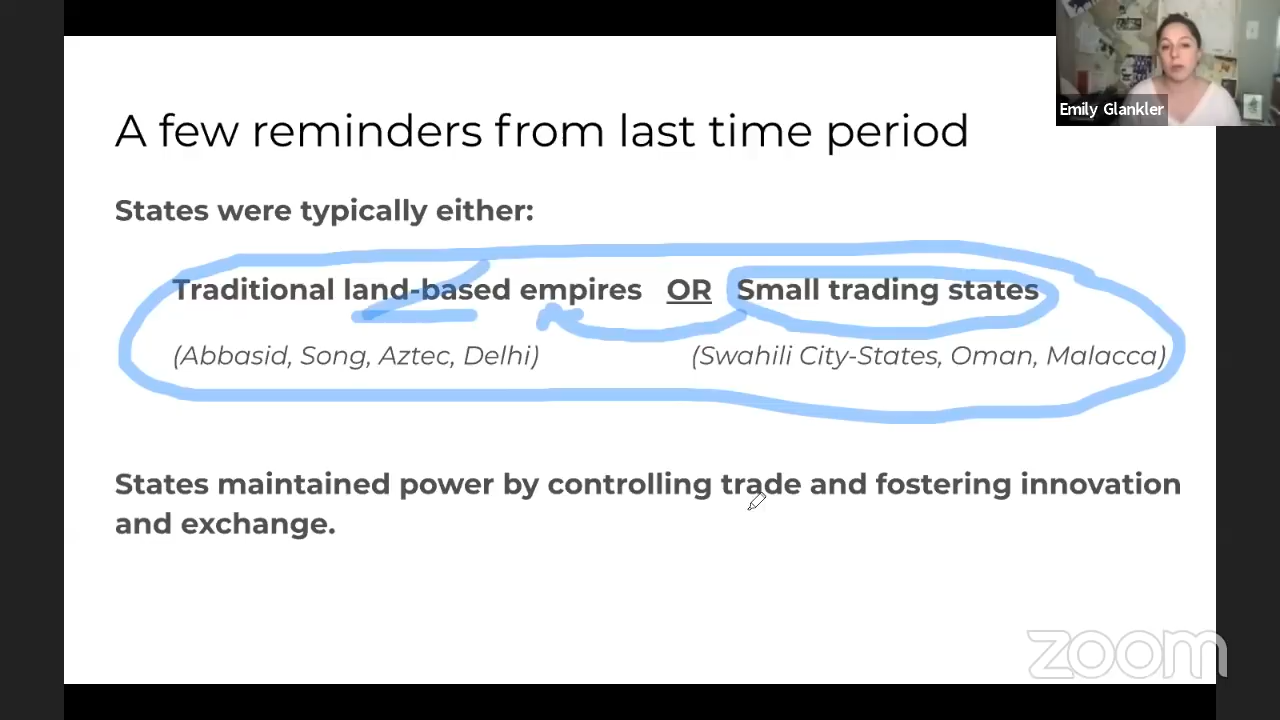 Emily Glankler
A few reminders from last time period
States were typically either:
Traditional land-based empires OR Small trading states
(Abbasid, Song, Aztec, Delhi) (Swahili City-States, Oman, Malacca)
States maintained power by controlling trade and fostering innovation
and exchange.
zoom